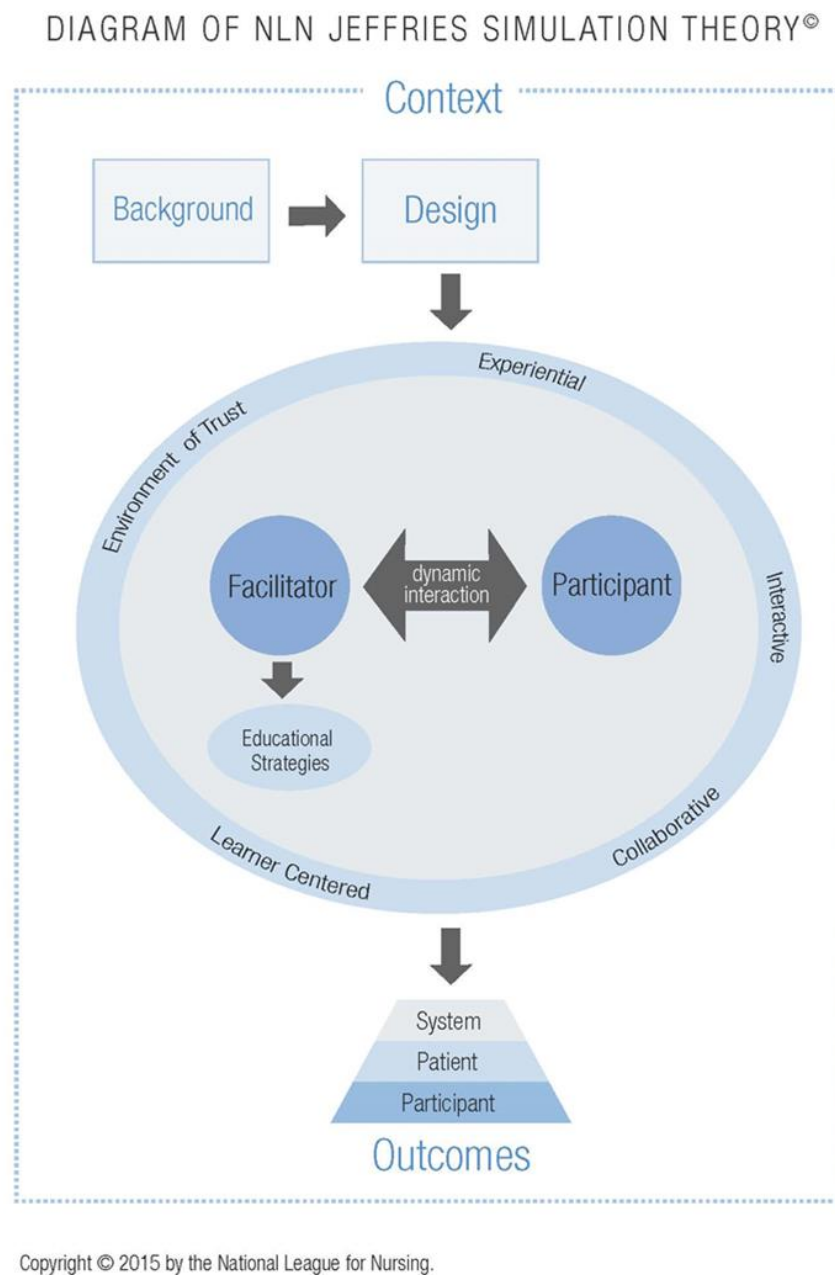 DIAGRAM OF NLN JEFFRIES SIMULATION THEORY©
Context
Background
Design
Experiential
Environment of Trust
Facilitator
dynamic
interaction
Participant
Interactive
Educational
Strategies
Learner Centered
Collaborative
System
Patient
Participant
Outcomes
Copyright © 2015 by the National League for Nursing.